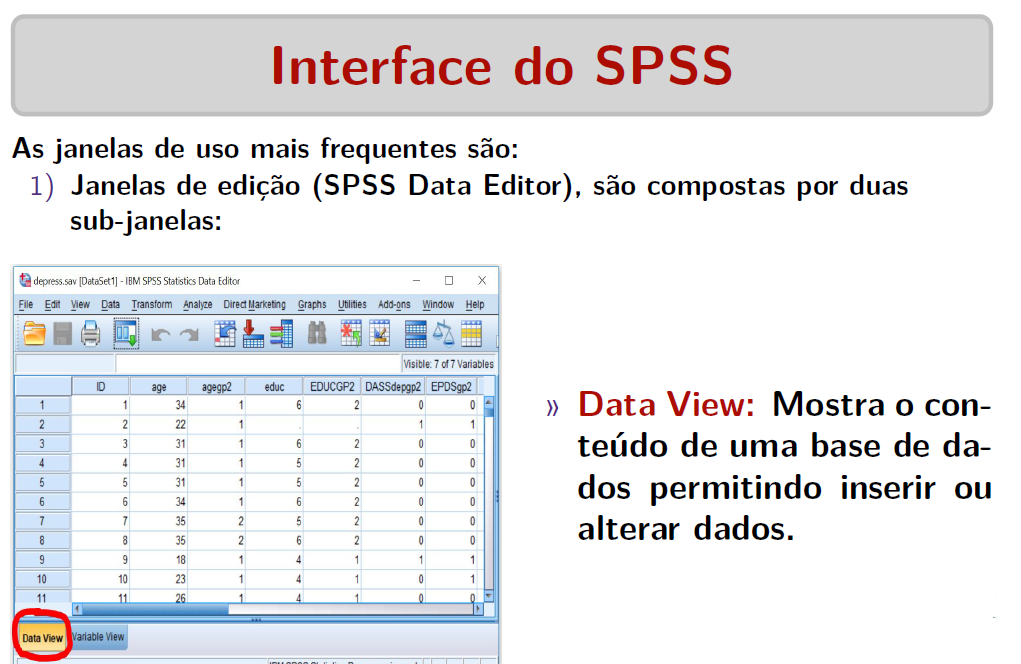 Interface do SPSS
As janelas de uso mais frequentes são:
1) Janelas de edição (SPSS Data Editor), são compostas por duas
sub-janelas:
depress.sav [DataSet1] - IBM SPSS Statistics Data Editor
File Edit View Data Transform Analyze Direct Marketing Graphs Utilities Add-ons Window Help
Visible: 7 of 7 Variables
ID age agegp2 educ EDUCGP2 DASSdepgp2 EPDSgp2
1 1 34 1 6 2 0 0
2 2 22 1 . . 1 1
3 3 31 1 6 2 0 0
4 4 31 1 5 2 0 0
5 5 31 1 5 2 0 0
6 6 34 1 6 2 0 0
7 7 35 2 5 2 0 0
8 8 35 2 6 2 0 0
9 9 18 1 4 1 1 1
10 10 23 1 4 1 0 1
11 11 26 1 4 1 0 0
Data View Variable View
» Data View: Mostra o con-
teúdo de uma base de da-
dos permitindo inserir ou
alterar dados.